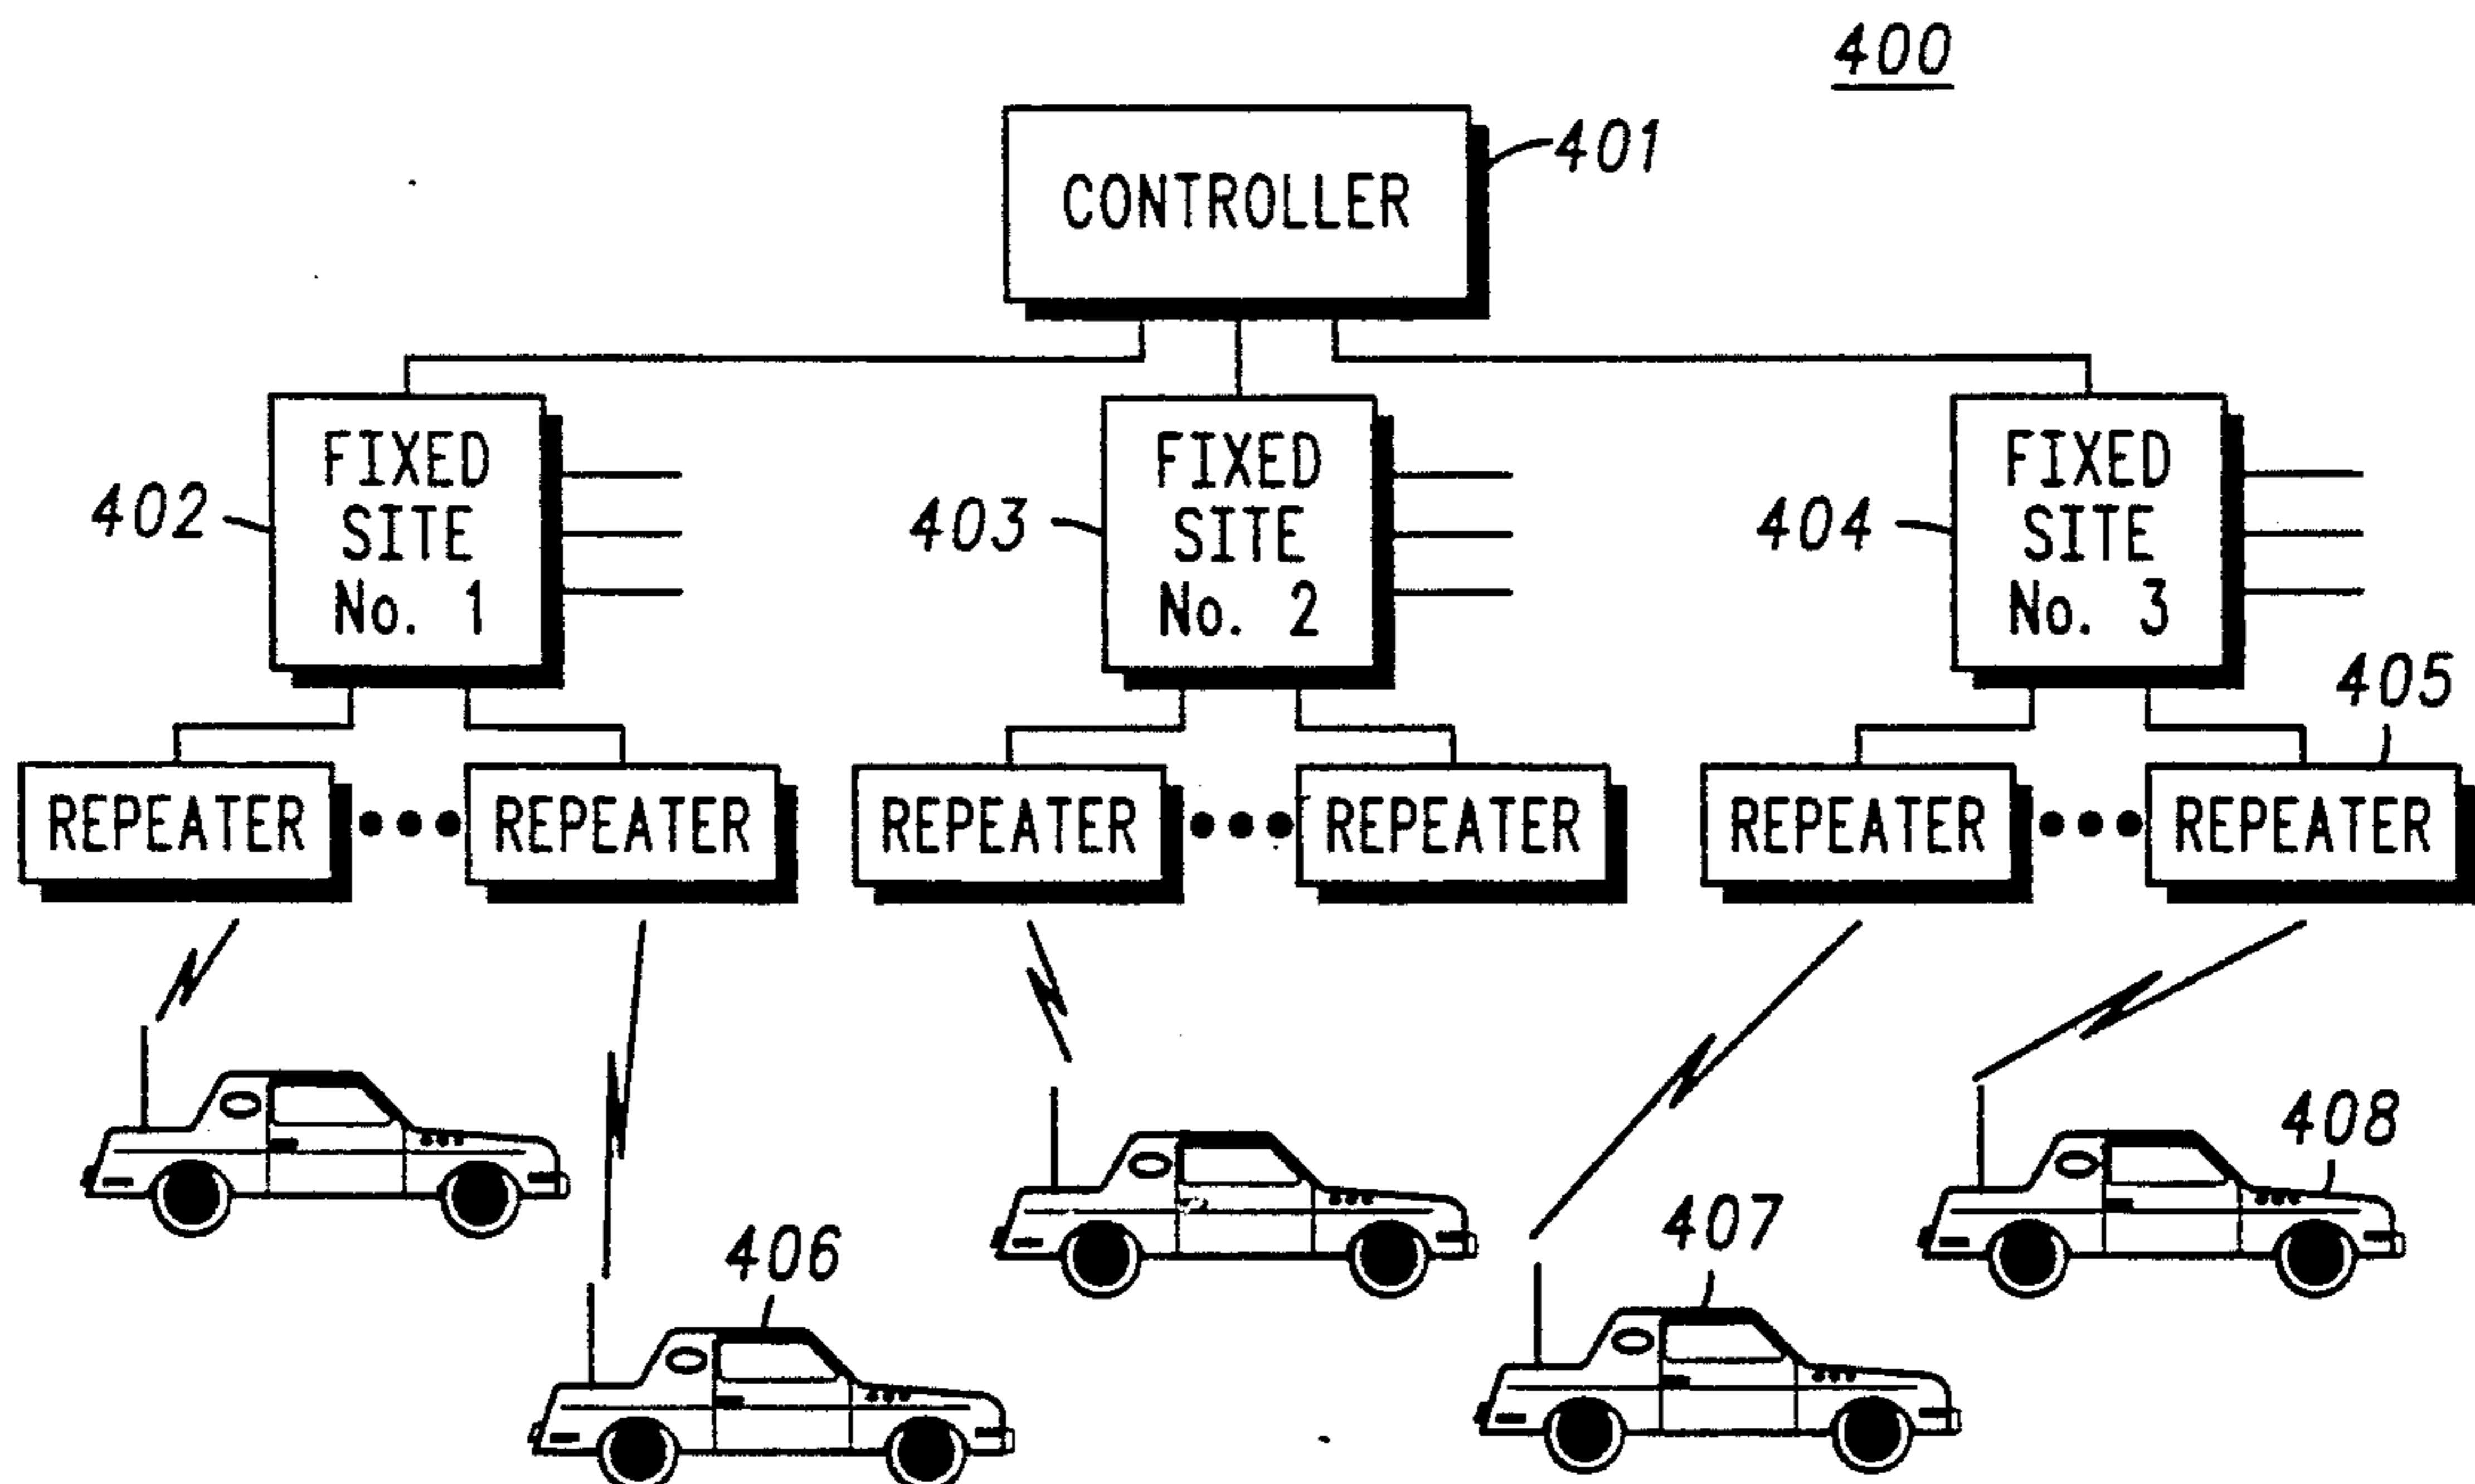 400
CONTROLLER
401
FIXED
SITE
No. 1
402
FIXED
SITE
No. 2
403
FIXED
SITE
No. 3
404
405
REPEATER
REPEATER
REPEATER
REPEATER
REPEATER
REPEATER
406
407
408